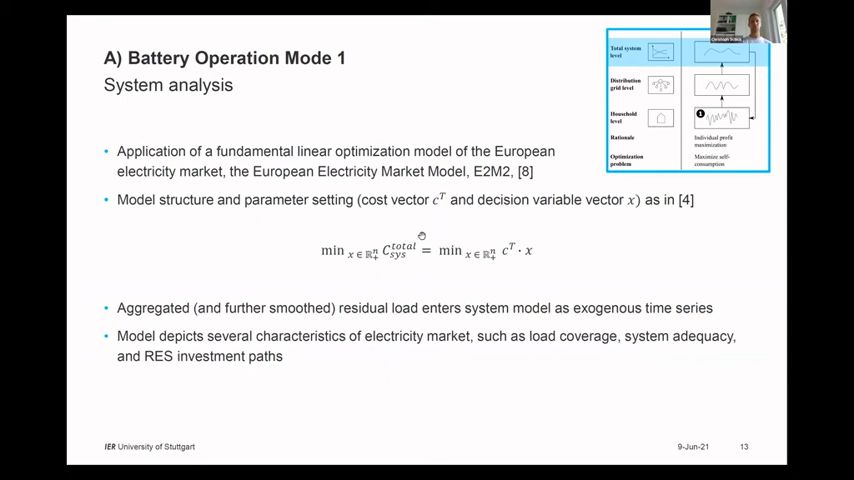 A) Battery Operation Mode 1
System analysis
Total system
level
Distribution
grid level
Household
level
Rationale
Individual profit
maximization
Optimization
problem
Maximize self-
consumption
1
• Application of a fundamental linear optimization model of the European
electricity market, the European Electricity Market Model, E2M2, [8]
• Model structure and parameter setting (cost vector cᵀ and decision variable vector x) as in [4]
min x ∈ ℝⁿ₊ C^total_sys = min x ∈ ℝⁿ₊ cᵀ · x
• Aggregated (and further smoothed) residual load enters system model as exogenous time series
• Model depicts several characteristics of electricity market, such as load coverage, system adequacy,
and RES investment paths
IER University of Stuttgart
9-Jun-21
13